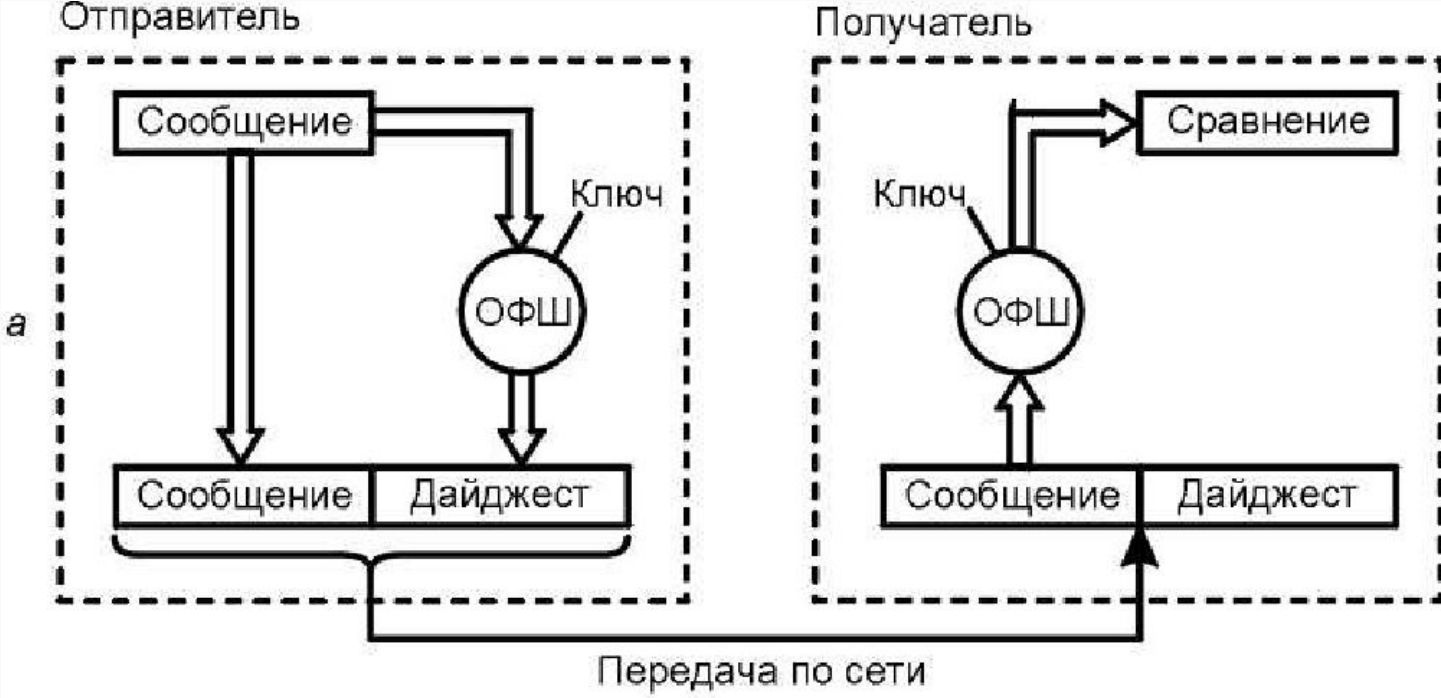 Отправитель
Получатель
Сообщение
Сравнение
Ключ
Ключ
а
ОФШ
ОФШ
Сообщение
Дайджест
Сообщение
Дайджест
Передача по сети